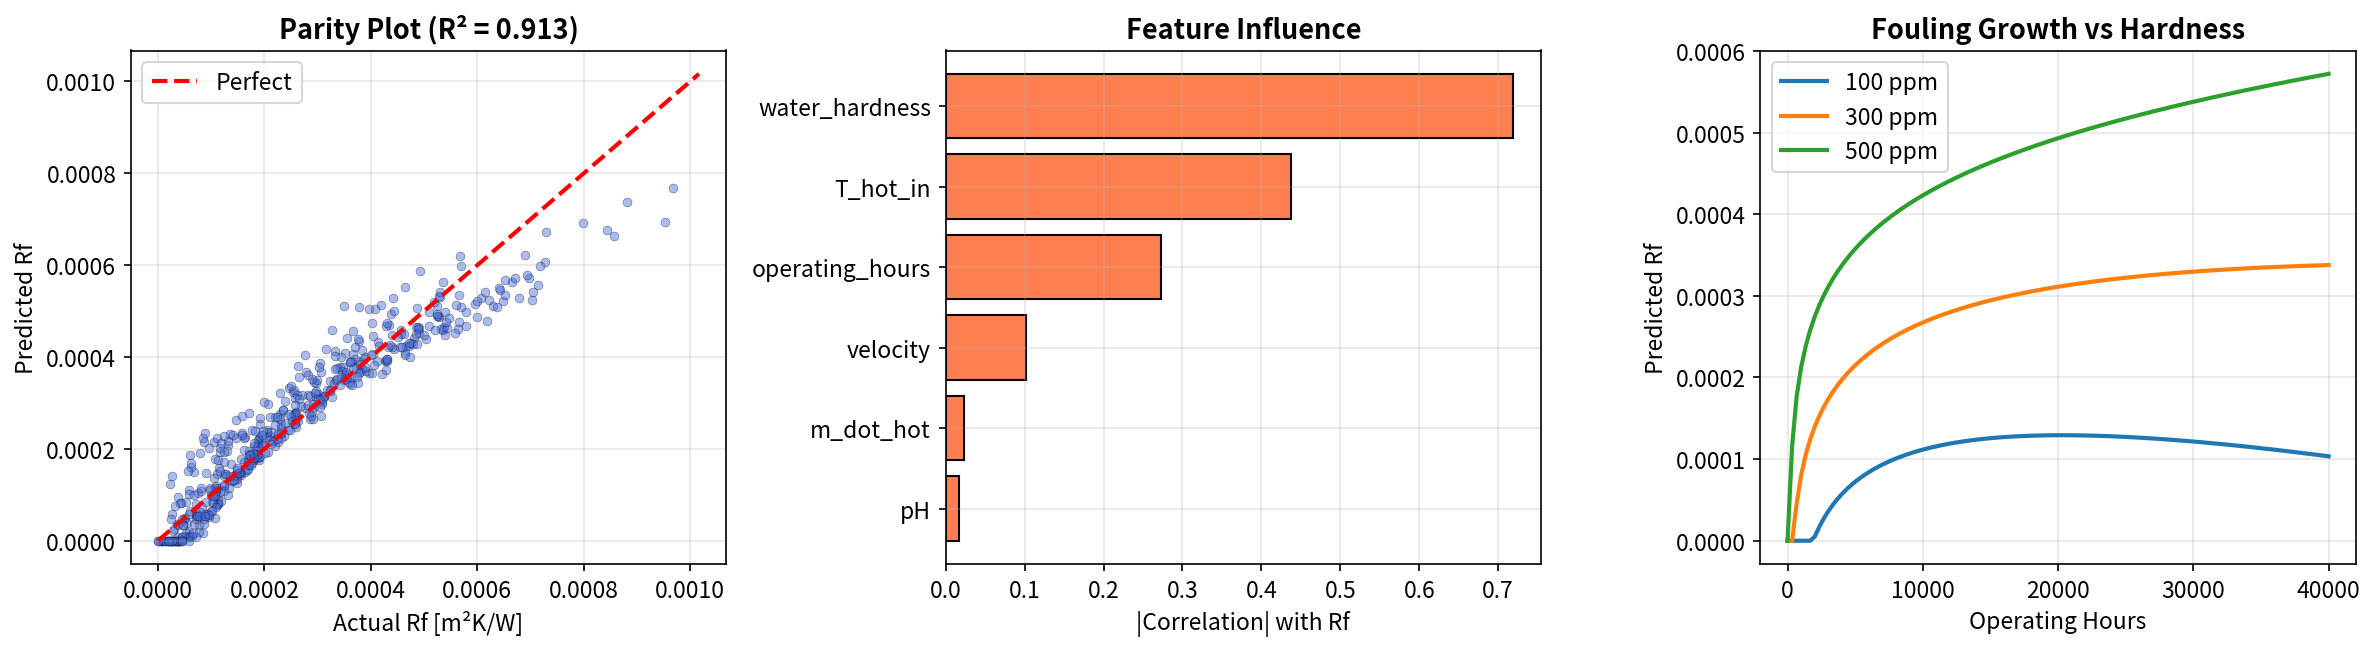 Parity Plot (R² = 0.913)
Perfect
Predicted Rf
0.0010
0.0008
0.0006
0.0004
0.0002
0.0000
0.0000 0.0002 0.0004 0.0006 0.0008 0.0010
Actual Rf [m²K/W]
Feature Influence
water_hardness
T_hot_in
operating_hours
velocity
m_dot_hot
pH
0.0 0.1 0.2 0.3 0.4 0.5 0.6 0.7
|Correlation| with Rf
Fouling Growth vs Hardness
100 ppm
300 ppm
500 ppm
Predicted Rf
0.0006
0.0005
0.0004
0.0003
0.0002
0.0001
0.0000
0 10000 20000 30000 40000
Operating Hours